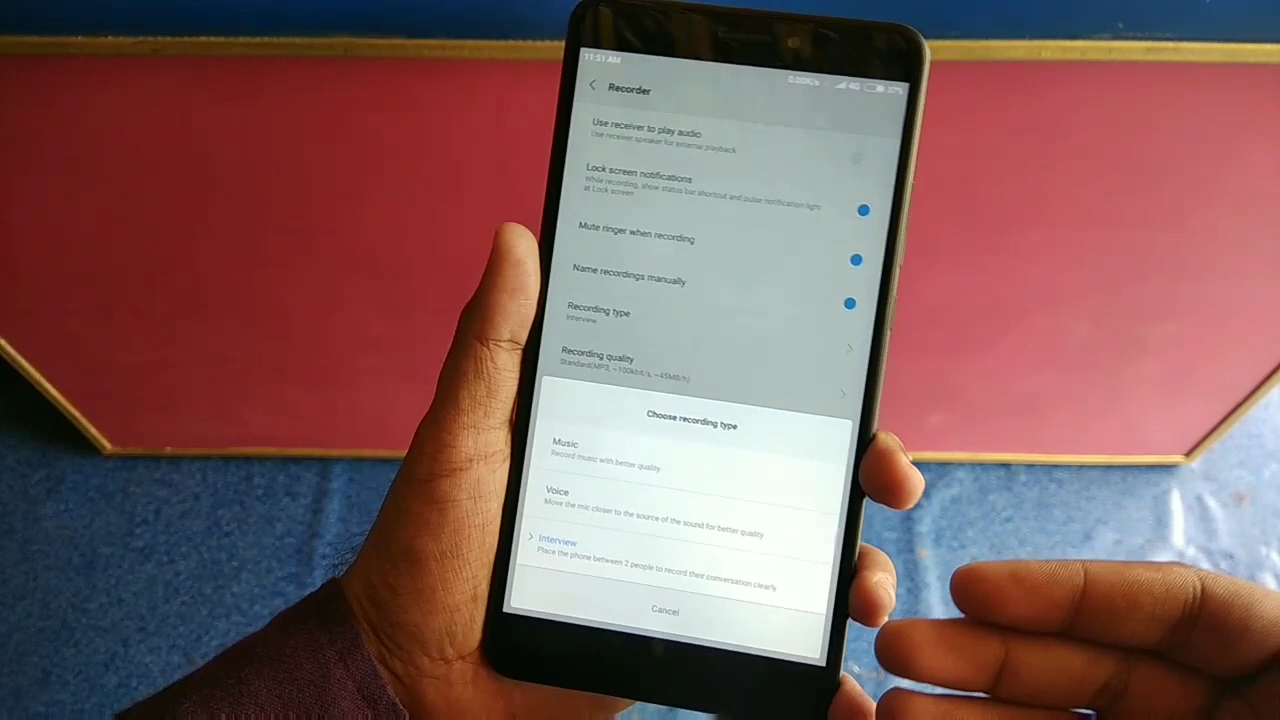 11:51 AM
0.00K/s 4G 37%
Recorder
Use receiver to play audio
Use receiver speaker for external playback
Lock screen notifications
While recording, show status bar shortcut and pulse notification light
at Lock screen
Mute ringer when recording
Name recordings manually
Recording type
Interview
Recording quality
Standard(MP3, ~100kbit/s, ~45MB/h)
Choose recording type
Music
Record music with better quality
Voice
Move the mic closer to the source of the sound for better quality
Interview
Place the phone between 2 people to record their conversation clearly
Cancel